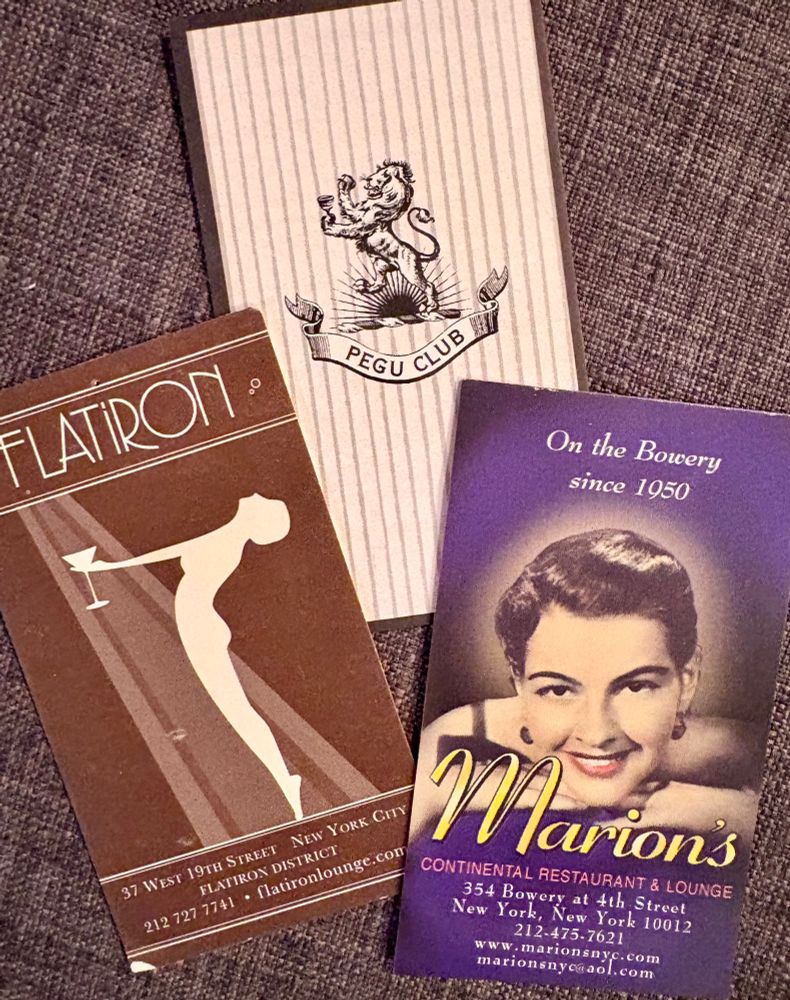 PEGU CLUB
FLATiRON
37 WEST 19TH STREET NEW YORK CITY
FLATIRON DISTRICT
212 727 7741 • flatironlounge.com
On the Bowery
since 1950
Marion's
CONTINENTAL RESTAURANT & LOUNGE
354 Bowery at 4th Street
New York, New York 10012
212-475-7621
www.marionsnyc.com
marionsnyc@aol.com